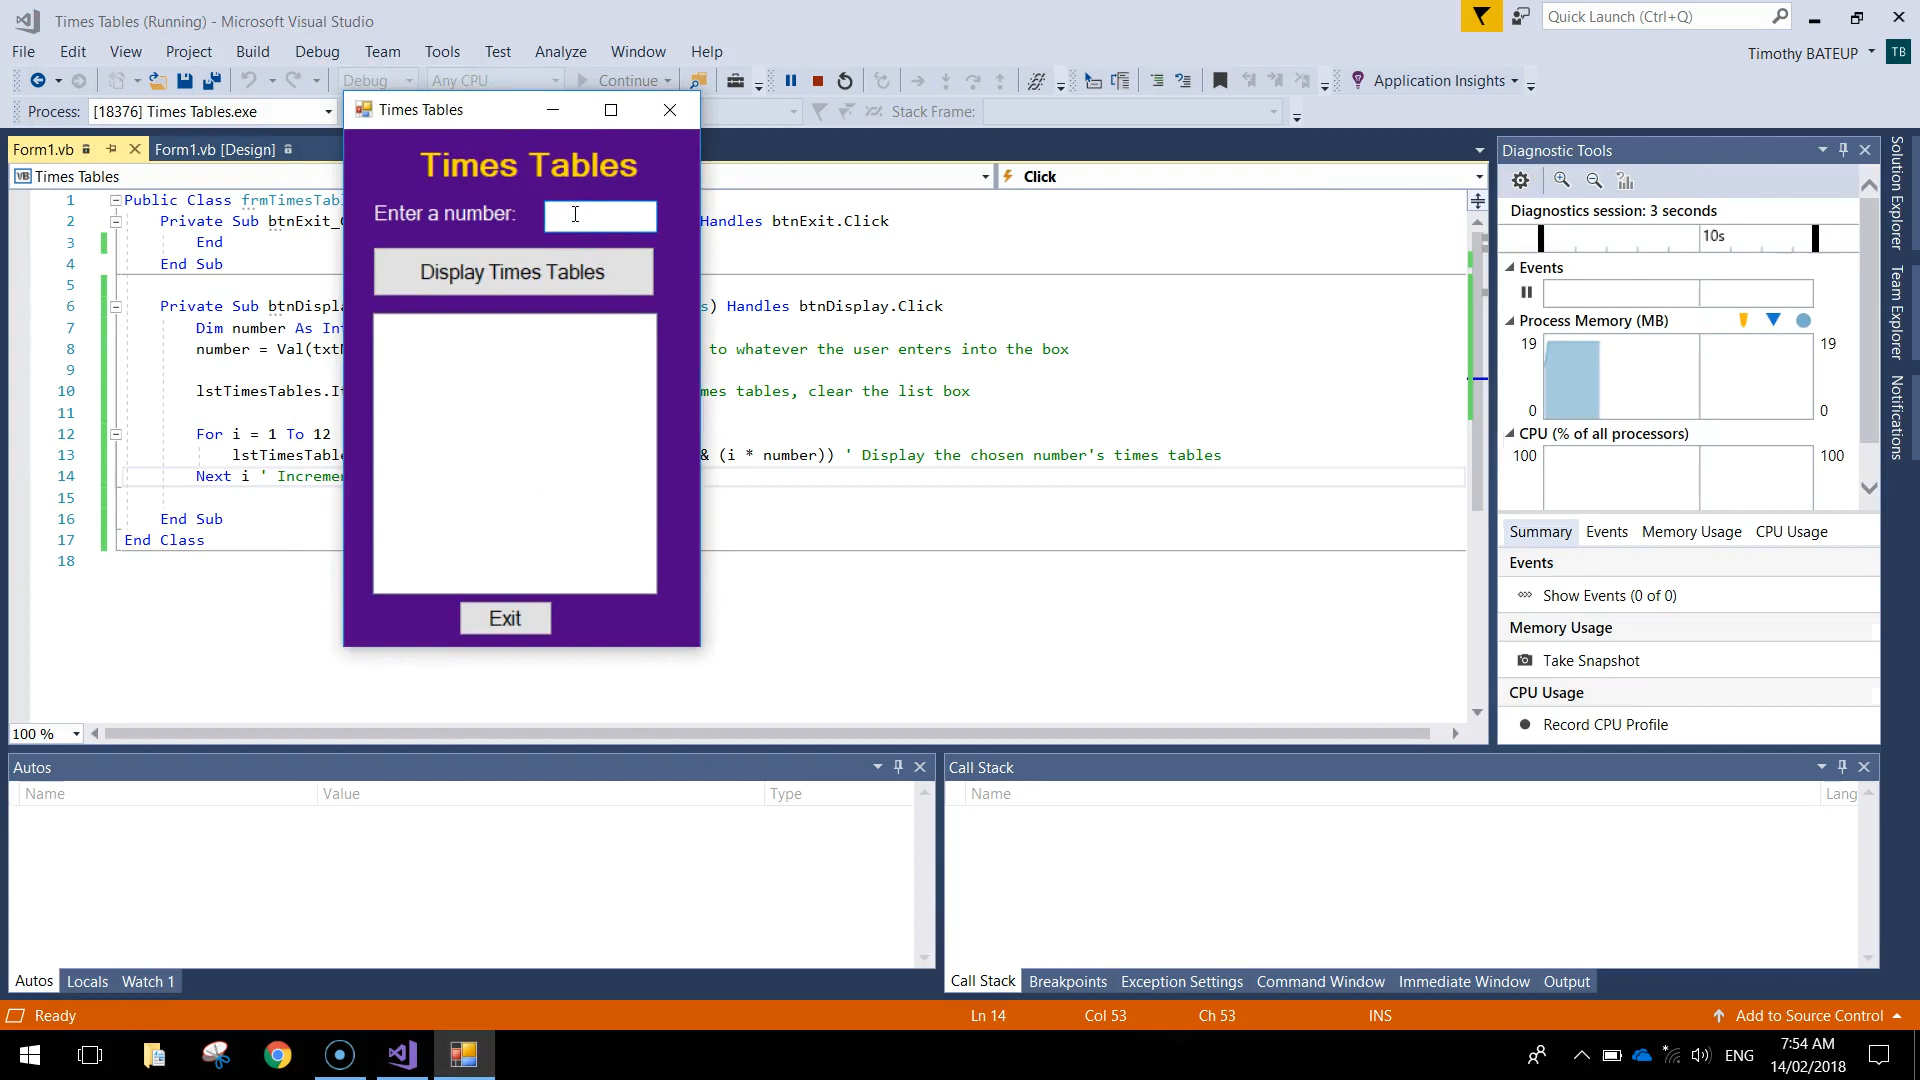 Times Tables (Running) - Microsoft Visual Studio
Quick Launch (Ctrl+Q)
File Edit View Project Build Debug Team Tools Test Analyze Window Help
Timothy BATEUP
TB
Debug Any CPU Continue Application Insights
Process: [18376] Times Tables.exe Stack Frame:
Times Tables
Form1.vb Form1.vb [Design]
VB Times Tables
Click
Times Tables
Enter a number:
Display Times Tables
Exit
1 Public Class frmTimesTabl
2 Private Sub btnExit_ Handles btnExit.Click
3 End
4 End Sub
5
6 Private Sub btnDispla s) Handles btnDisplay.Click
7 Dim number As Int
8 number = Val(txtN to whatever the user enters into the box
9
10 lstTimesTables.It mes tables, clear the list box
11
12 For i = 1 To 12
13 lstTimesTable & (i * number)) ' Display the chosen number's times tables
14 Next i ' Incremen
15
16 End Sub
17 End Class
18
100 %
Diagnostic Tools
Diagnostics session: 3 seconds
10s
Events
Process Memory (MB)
19 19
0 0
CPU (% of all processors)
100 100
Summary Events Memory Usage CPU Usage
Events
Show Events (0 of 0)
Memory Usage
Take Snapshot
CPU Usage
Record CPU Profile
Solution Explorer
Team Explorer
Notifications
Autos
Name Value Type
Autos Locals Watch 1
Call Stack
Name Lang
Call Stack Breakpoints Exception Settings Command Window Immediate Window Output
Ready Ln 14 Col 53 Ch 53 INS Add to Source Control
ENG
7:54 AM
14/02/2018